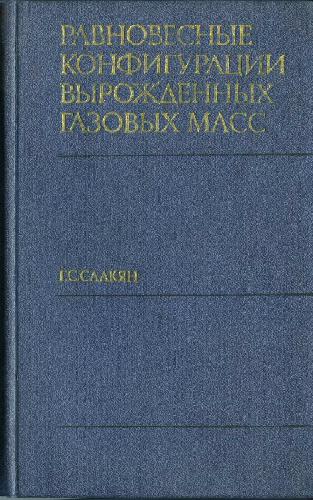 РАВНОВЕСНЫЕ
КОНФИГУРАЦИИ
ВЫРОЖДЕННЫХ
ГАЗОВЫХ МАСС
Г.С.СААКЯН